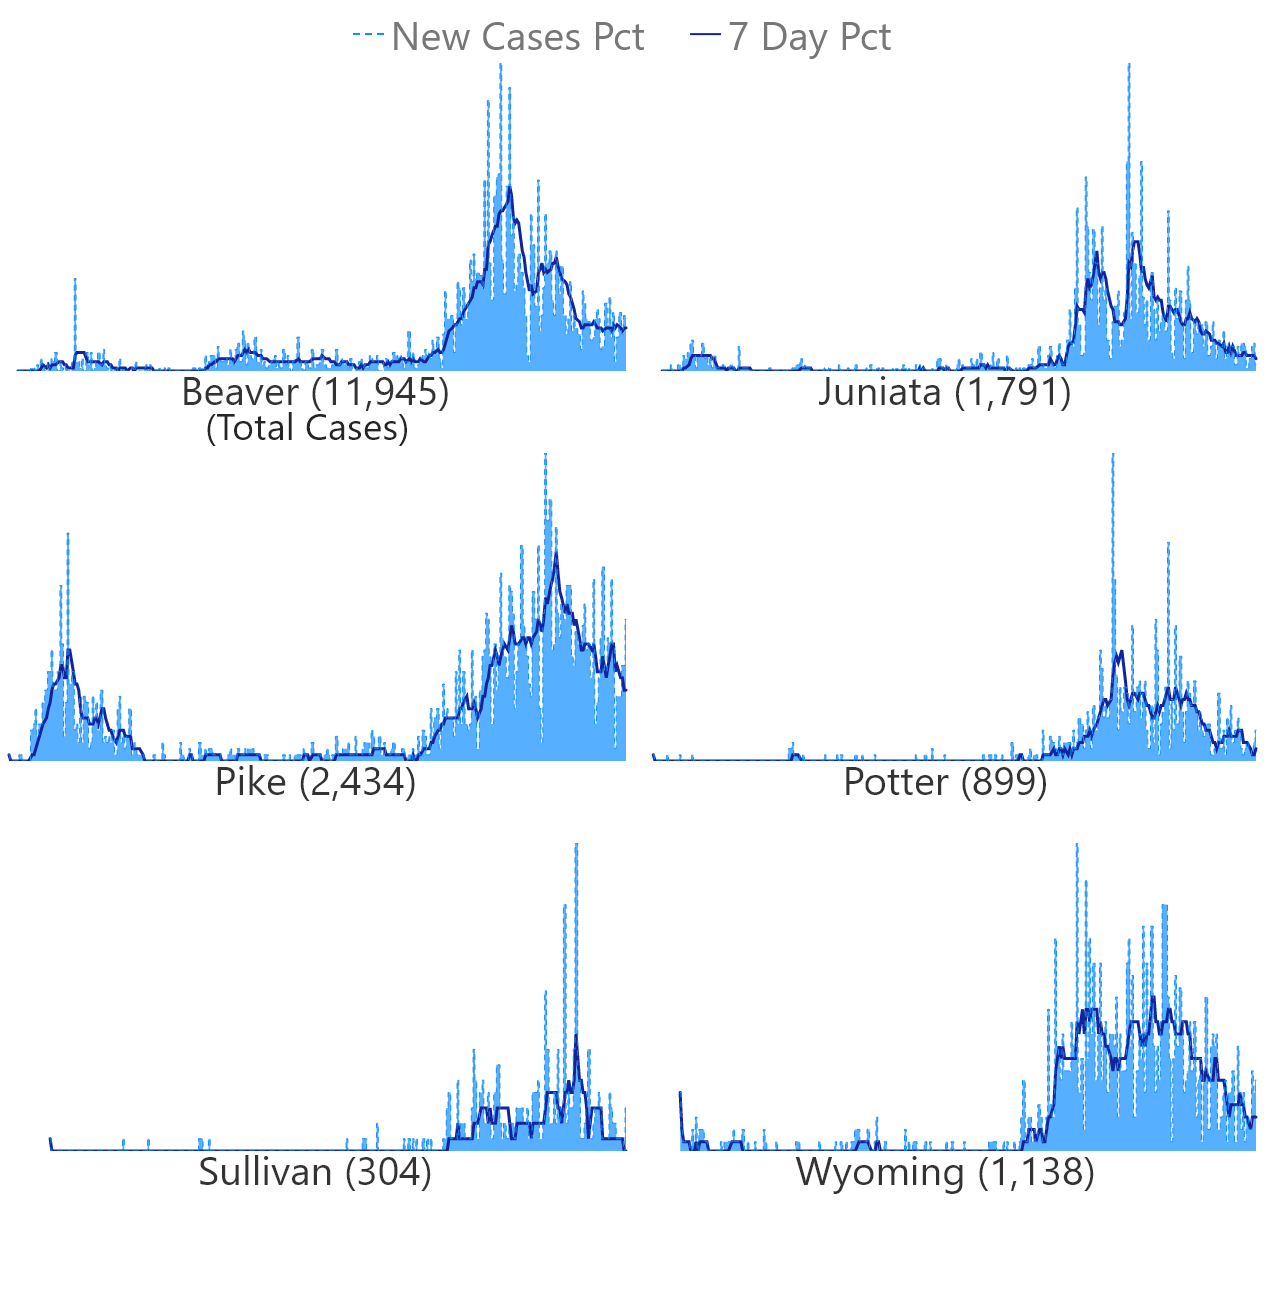 New Cases Pct 7 Day Pct
Beaver (11,945)
(Total Cases)
Juniata (1,791)
Pike (2,434)
Potter (899)
Sullivan (304)
Wyoming (1,138)